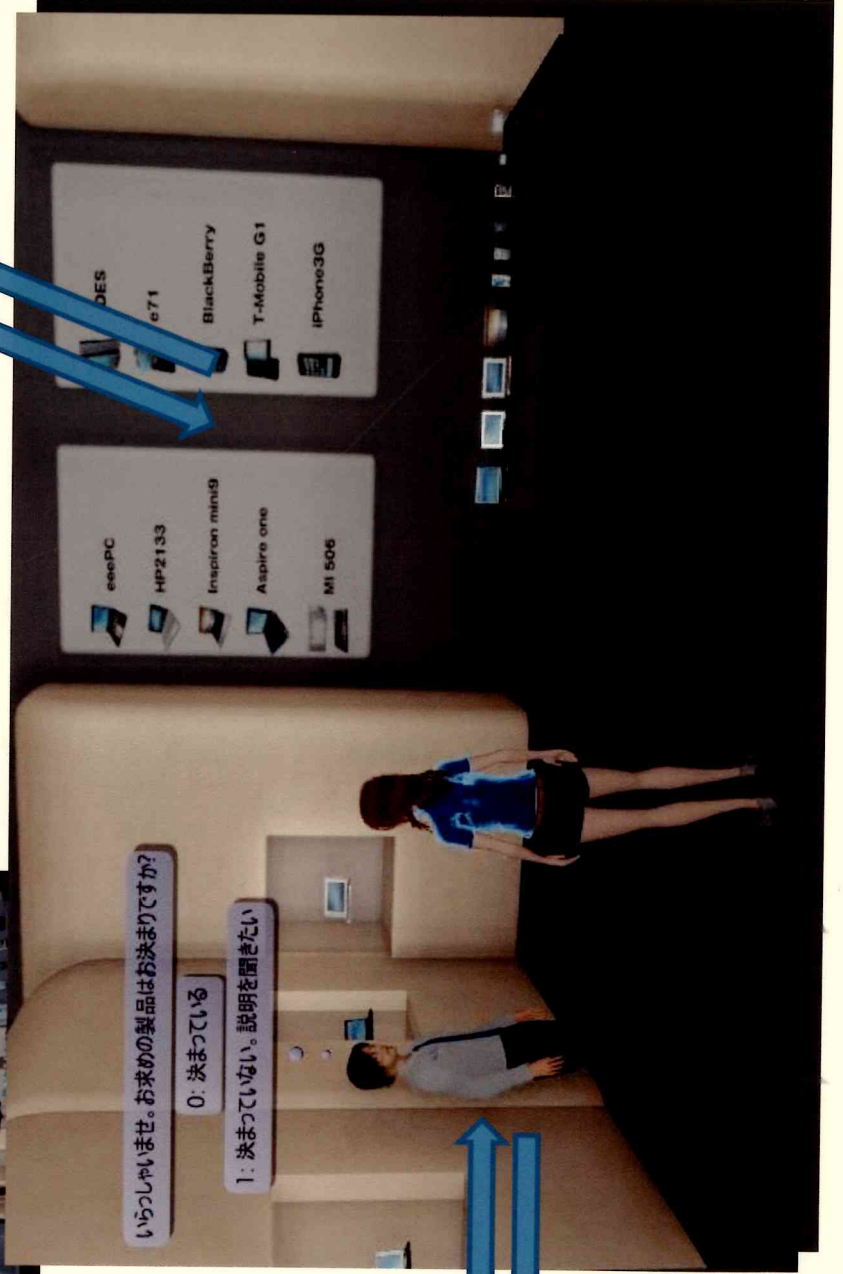 いらっしゃいませ。お求めの製品はお決まりですか?
0: 決まっている
1: 決まっていない。説明を聞きたい
eeePC
HP2133
Inspiron mini9
Aspire one
MI 506
DES
e71
BlackBerry
T-Mobile G1
iPhone3G